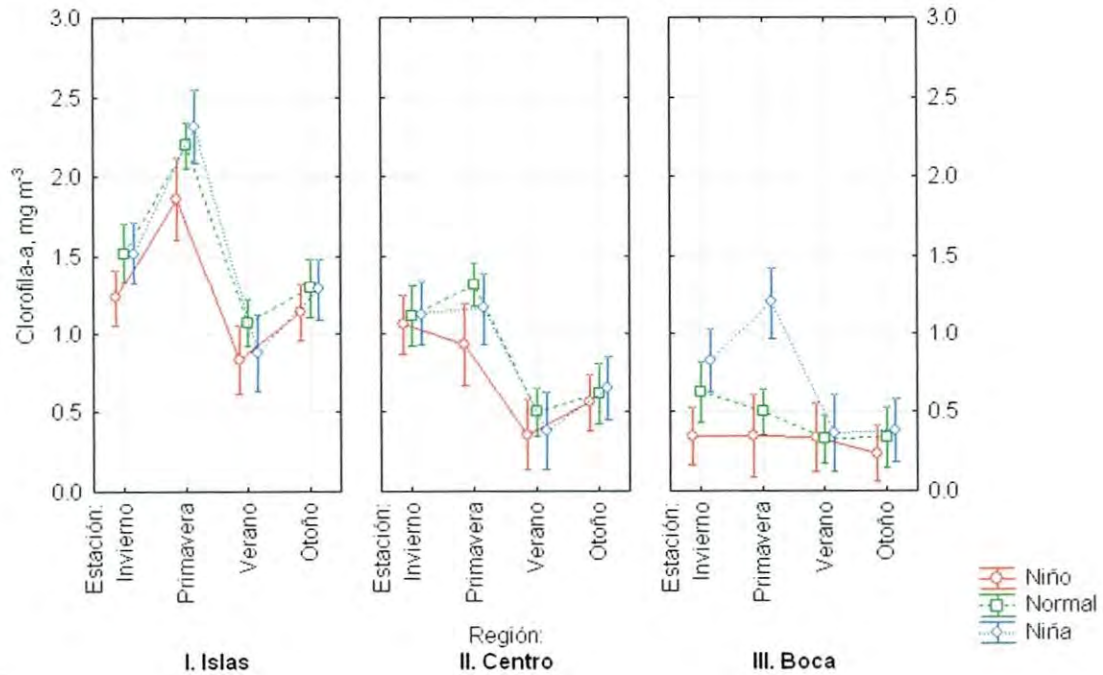 3.0
2.5
2.0
1.5
1.0
0.5
0.0
Clorofila-a, mg m-3
3.0
2.5
2.0
1.5
1.0
0.5
0.0
Estación:
Invierno
Primavera
Verano
Otoño
Estación:
Invierno
Primavera
Verano
Otoño
Estación:
Invierno
Primavera
Verano
Otoño
Región:
I. Islas
II. Centro
III. Boca
Niño
Normal
Niña